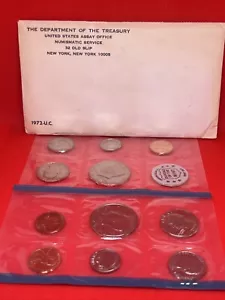 THE DEPARTMENT OF THE TREASURY
UNITED STATES ASSAY OFFICE
NUMISMATIC SERVICE
32 OLD SLIP
NEW YORK, NEW YORK 10005
1973-U.C.